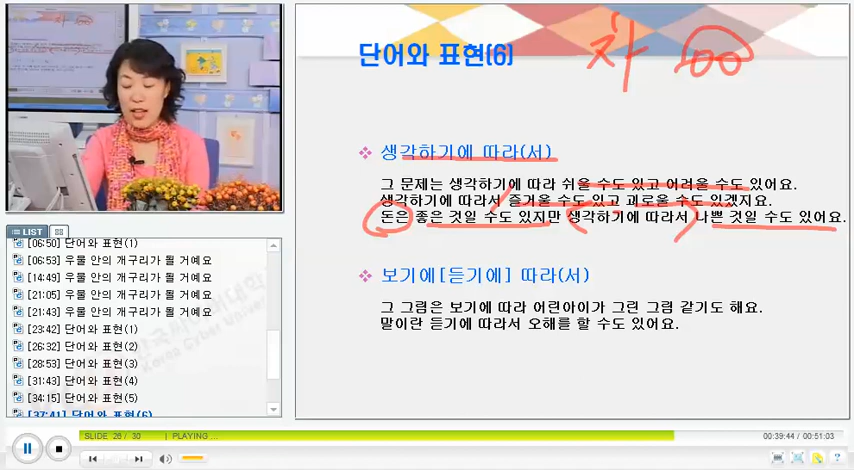 단어와 표현(6)
차
❖ 생각하기에 따라(서)
그 문제는 생각하기에 따라 쉬울 수도 있고 어려울 수도 있어요.
생각하기에 따라서 즐거울 수도 있고 괴로울 수도 있겠지요.
돈은 좋은 것일 수도 있지만 생각하기에 따라서 나쁜 것일 수도 있어요.
❖ 보기에[듣기에] 따라(서)
그 그림은 보기에 따라 어린아이가 그린 그림 같기도 해요.
말이란 듣기에 따라서 오해를 할 수도 있어요.
LIST
[06:50] 단어와 표현(1)
[06:53] 우물 안의 개구리가 될 거예요
[14:49] 우물 안의 개구리가 될 거예요
[21:05] 우물 안의 개구리가 될 거예요
[21:43] 우물 안의 개구리가 될 거예요
[23:42] 단어와 표현(1)
[26:32] 단어와 표현(2)
[28:53] 단어와 표현(3)
[31:43] 단어와 표현(4)
[34:15] 단어와 표현(5)
[37:41] 단어와 표현(6)
SLIDE 26 / 30 | PLAYING ...
00:39:44 / 00:51:03